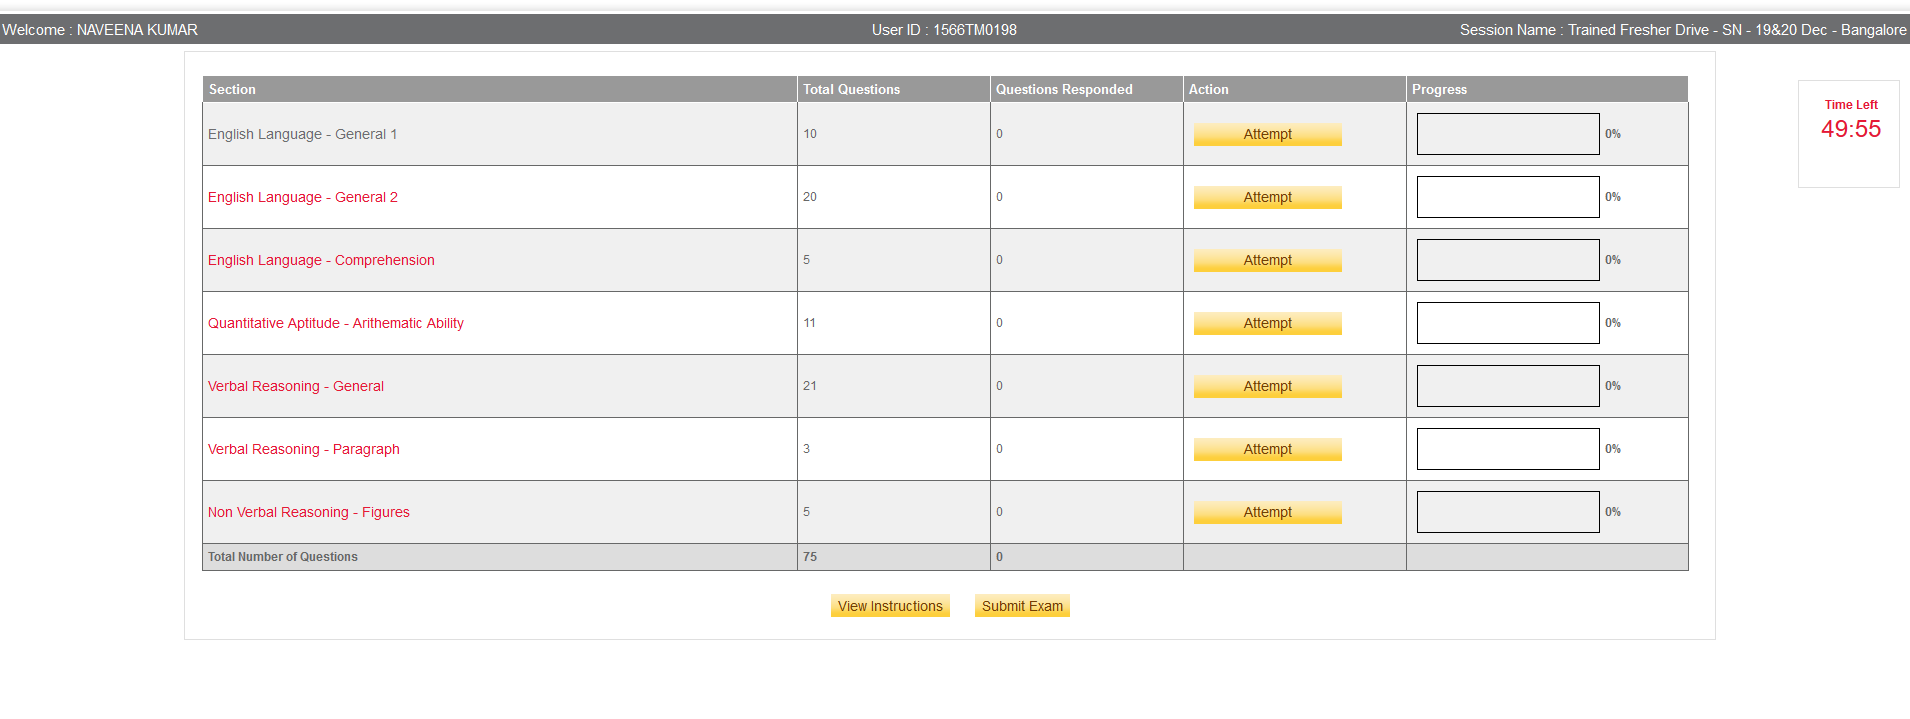 Welcome : NAVEENA KUMAR User ID : 1566TM0198 Session Name : Trained Fresher Drive - SN - 19&20 Dec - Bangalore
Section Total Questions Questions Responded Action Progress
Time Left
49:55
English Language - General 1 10 0 Attempt 0%
English Language - General 2 20 0 Attempt 0%
English Language - Comprehension 5 0 Attempt 0%
Quantitative Aptitude - Arithematic Ability 11 0 Attempt 0%
Verbal Reasoning - General 21 0 Attempt 0%
Verbal Reasoning - Paragraph 3 0 Attempt 0%
Non Verbal Reasoning - Figures 5 0 Attempt 0%
Total Number of Questions 75 0
View Instructions Submit Exam